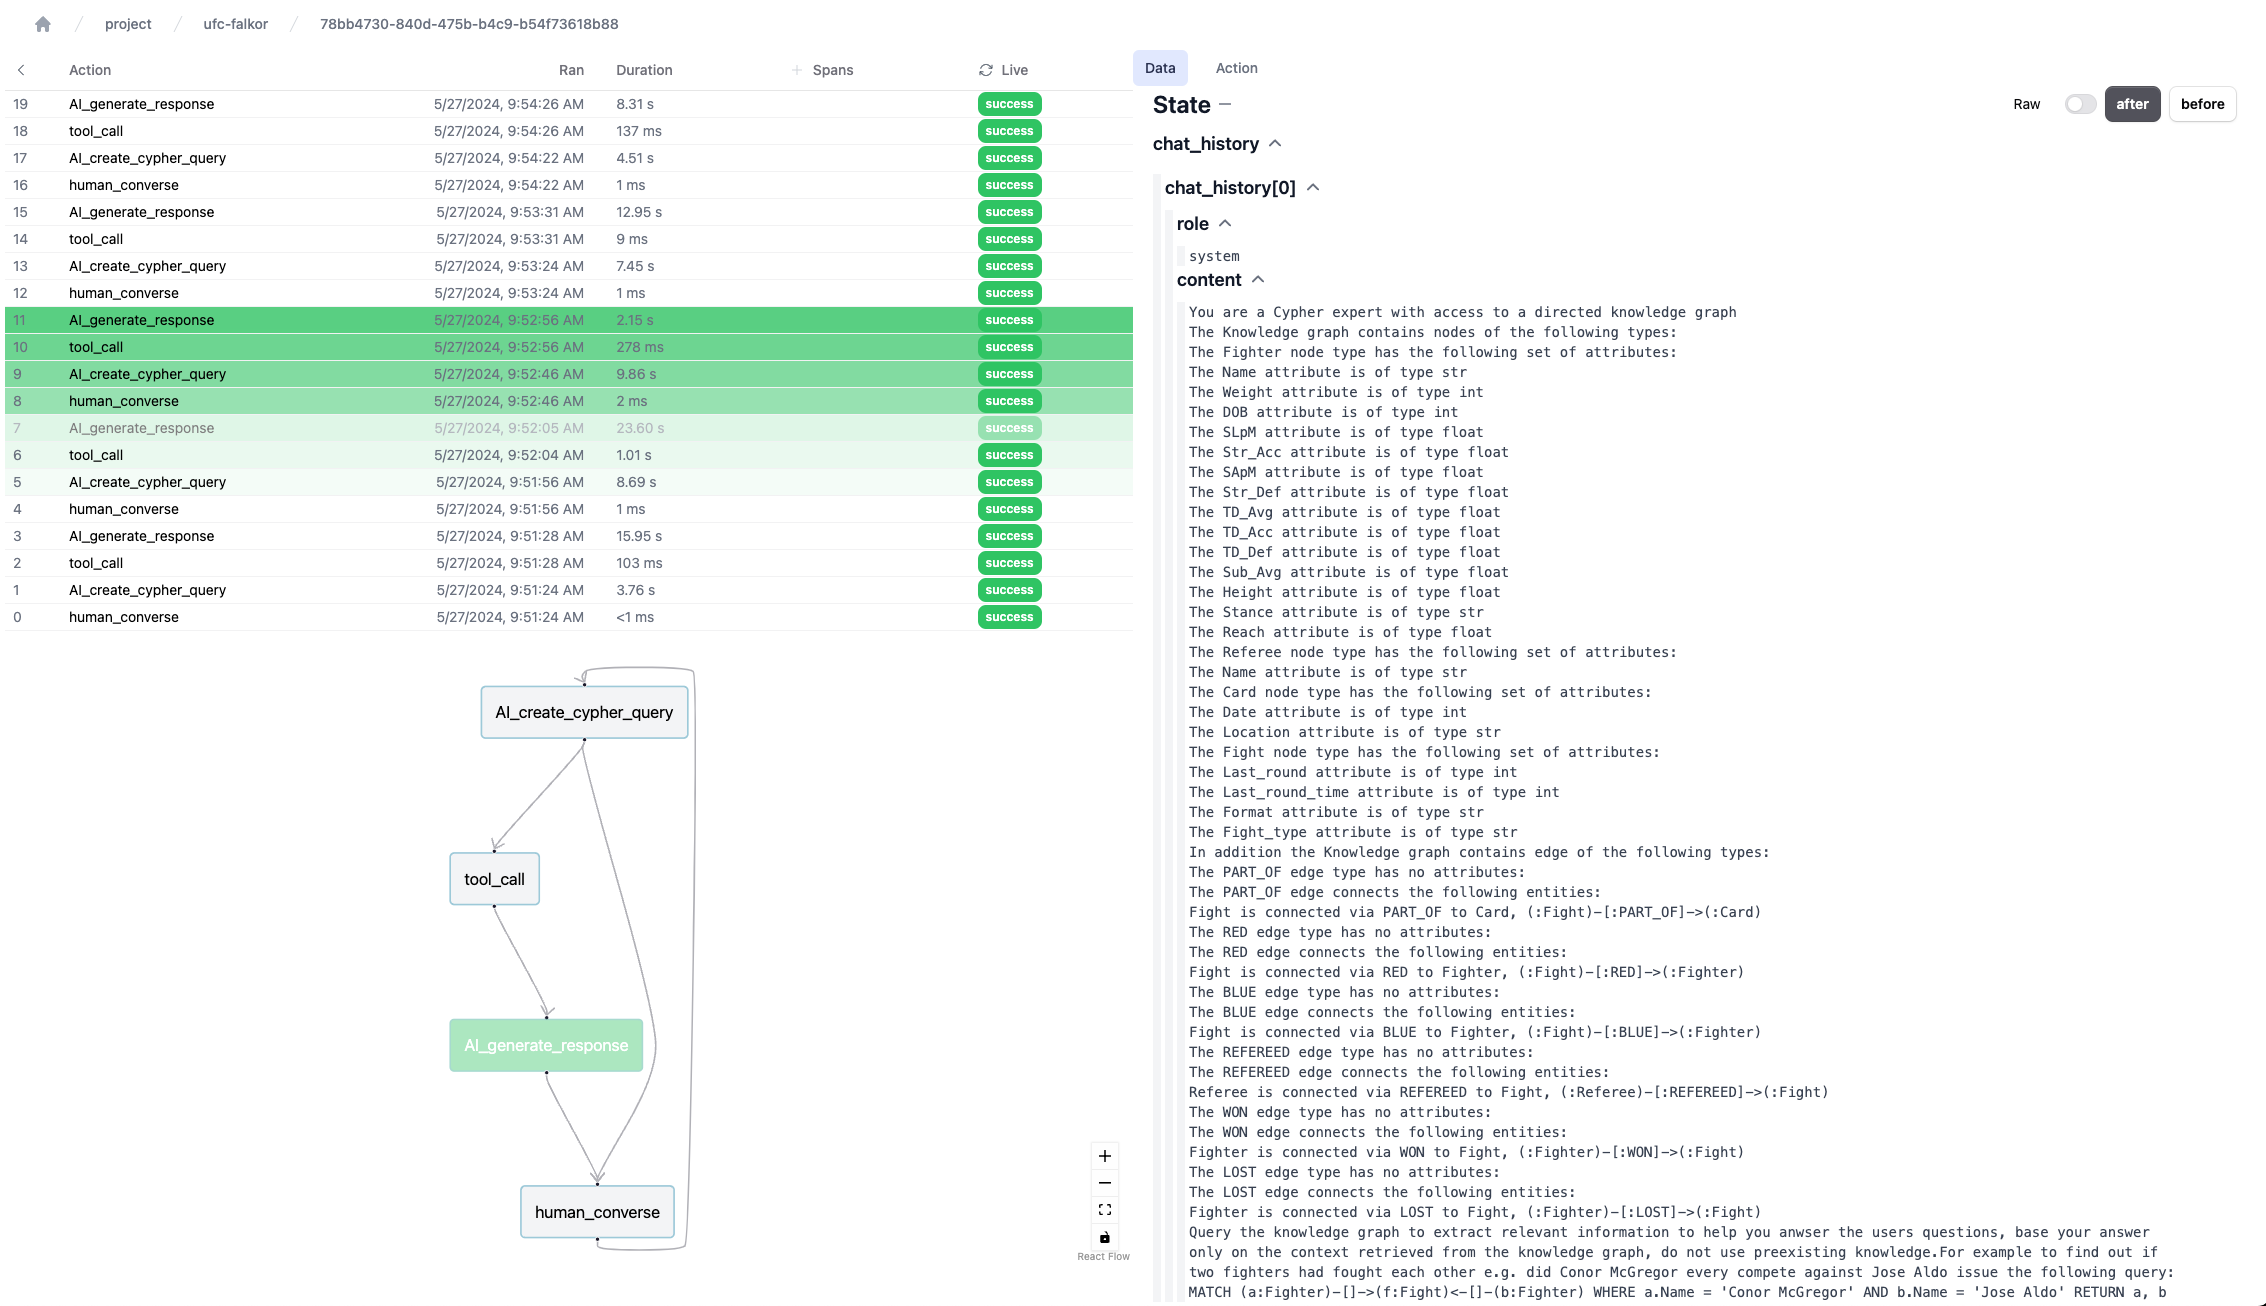 project / ufc-falkor / 78bb4730-840d-475b-b4c9-b54f73618b88
Action Ran Duration + Spans Live
19 AI_generate_response 5/27/2024, 9:54:26 AM 8.31 s success
18 tool_call 5/27/2024, 9:54:26 AM 137 ms success
17 AI_create_cypher_query 5/27/2024, 9:54:22 AM 4.51 s success
16 human_converse 5/27/2024, 9:54:22 AM 1 ms success
15 AI_generate_response 5/27/2024, 9:53:31 AM 12.95 s success
14 tool_call 5/27/2024, 9:53:31 AM 9 ms success
13 AI_create_cypher_query 5/27/2024, 9:53:24 AM 7.45 s success
12 human_converse 5/27/2024, 9:53:24 AM 1 ms success
11 AI_generate_response 5/27/2024, 9:52:56 AM 2.15 s success
10 tool_call 5/27/2024, 9:52:56 AM 278 ms success
9 AI_create_cypher_query 5/27/2024, 9:52:46 AM 9.86 s success
8 human_converse 5/27/2024, 9:52:46 AM 2 ms success
7 AI_generate_response 5/27/2024, 9:52:05 AM 23.60 s success
6 tool_call 5/27/2024, 9:52:04 AM 1.01 s success
5 AI_create_cypher_query 5/27/2024, 9:51:56 AM 8.69 s success
4 human_converse 5/27/2024, 9:51:56 AM 1 ms success
3 AI_generate_response 5/27/2024, 9:51:28 AM 15.95 s success
2 tool_call 5/27/2024, 9:51:28 AM 103 ms success
1 AI_create_cypher_query 5/27/2024, 9:51:24 AM 3.76 s success
0 human_converse 5/27/2024, 9:51:24 AM <1 ms success
AI_create_cypher_query
tool_call
AI_generate_response
human_converse
React Flow
Data Action
State Raw after before
chat_history
chat_history[0]
role
system
content
You are a Cypher expert with access to a directed knowledge graph
The Knowledge graph contains nodes of the following types:
The Fighter node type has the following set of attributes:
The Name attribute is of type str
The Weight attribute is of type int
The DOB attribute is of type int
The SLpM attribute is of type float
The Str_Acc attribute is of type float
The SApM attribute is of type float
The Str_Def attribute is of type float
The TD_Avg attribute is of type float
The TD_Acc attribute is of type float
The TD_Def attribute is of type float
The Sub_Avg attribute is of type float
The Height attribute is of type float
The Stance attribute is of type str
The Reach attribute is of type float
The Referee node type has the following set of attributes:
The Name attribute is of type str
The Card node type has the following set of attributes:
The Date attribute is of type int
The Location attribute is of type str
The Fight node type has the following set of attributes:
The Last_round attribute is of type int
The Last_round_time attribute is of type int
The Format attribute is of type str
The Fight_type attribute is of type str
In addition the Knowledge graph contains edge of the following types:
The PART_OF edge type has no attributes:
The PART_OF edge connects the following entities:
Fight is connected via PART_OF to Card, (:Fight)-[:PART_OF]->(:Card)
The RED edge type has no attributes:
The RED edge connects the following entities:
Fight is connected via RED to Fighter, (:Fight)-[:RED]->(:Fighter)
The BLUE edge type has no attributes:
The BLUE edge connects the following entities:
Fight is connected via BLUE to Fighter, (:Fight)-[:BLUE]->(:Fighter)
The REFEREED edge type has no attributes:
The REFEREED edge connects the following entities:
Referee is connected via REFEREED to Fight, (:Referee)-[:REFEREED]->(:Fight)
The WON edge type has no attributes:
The WON edge connects the following entities:
Fighter is connected via WON to Fight, (:Fighter)-[:WON]->(:Fight)
The LOST edge type has no attributes:
The LOST edge connects the following entities:
Fighter is connected via LOST to Fight, (:Fighter)-[:LOST]->(:Fight)
Query the knowledge graph to extract relevant information to help you anwser the users questions, base your answer
only on the context retrieved from the knowledge graph, do not use preexisting knowledge.For example to find out if
two fighters had fought each other e.g. did Conor McGregor every compete against Jose Aldo issue the following query:
MATCH (a:Fighter)-[]->(f:Fight)<-[]-(b:Fighter) WHERE a.Name = 'Conor McGregor' AND b.Name = 'Jose Aldo' RETURN a, b